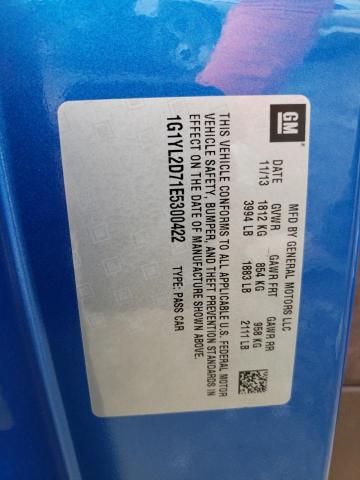 GM
MFD BY GENERAL MOTORS LLC
DATE GVWR GAWR FRT GAWR RR
11/13 1812 KG 854 KG 958 KG
3994 LB 1883 LB 2111 LB
THIS VEHICLE CONFORMS TO ALL APPLICABLE U.S. FEDERAL MOTOR
VEHICLE SAFETY, BUMPER, AND THEFT PREVENTION STANDARDS IN
EFFECT ON THE DATE OF MANUFACTURE SHOWN ABOVE.
1G1YL2D71E5300422 TYPE: PASS CAR